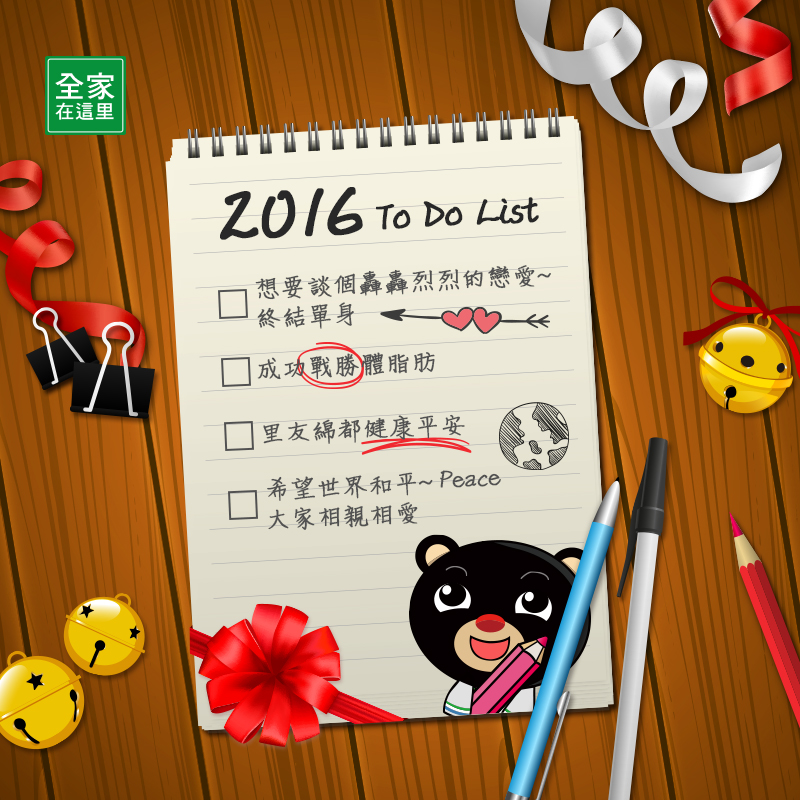 全家
在這里
2016 To Do List
想要談個轟轟烈烈的戀愛~
終結單身
成功戰勝體脂肪
里友綿都健康平安
希望世界和平~Peace
大家相親相愛